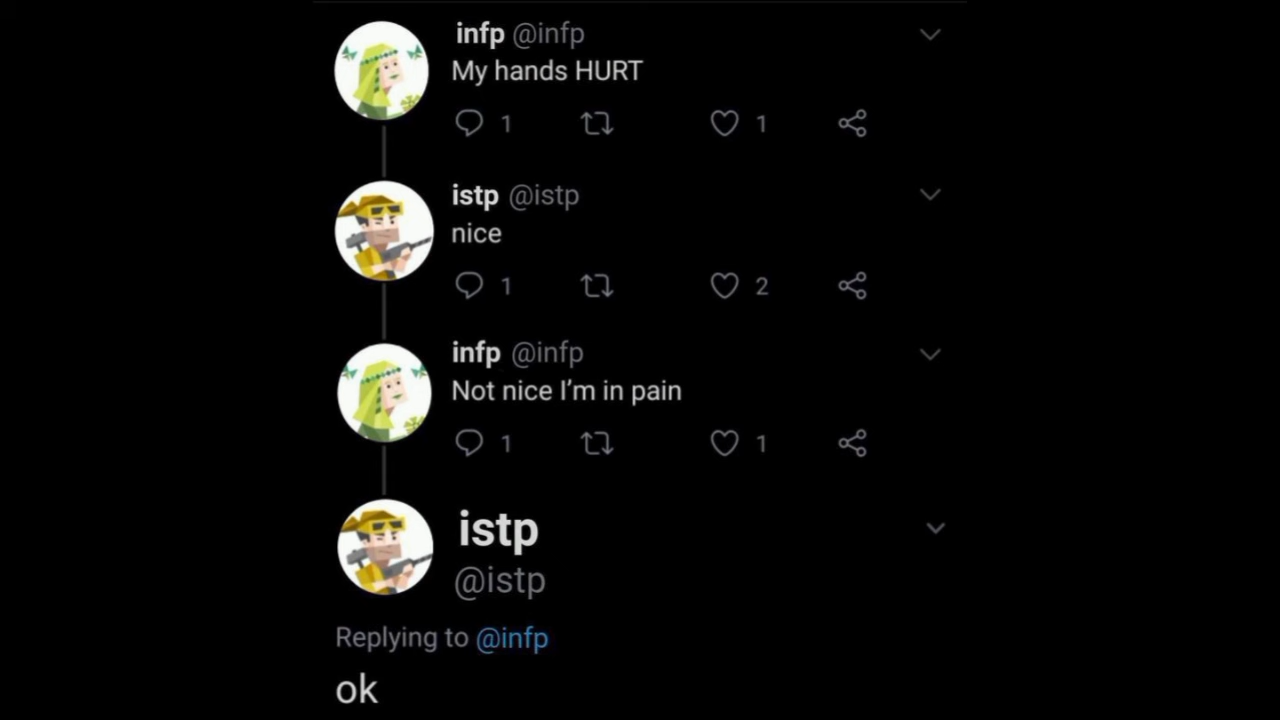 infp @infp
My hands HURT
1 1
istp @istp
nice
1 2
infp @infp
Not nice I’m in pain
1 1
istp
@istp
Replying to @infp
ok